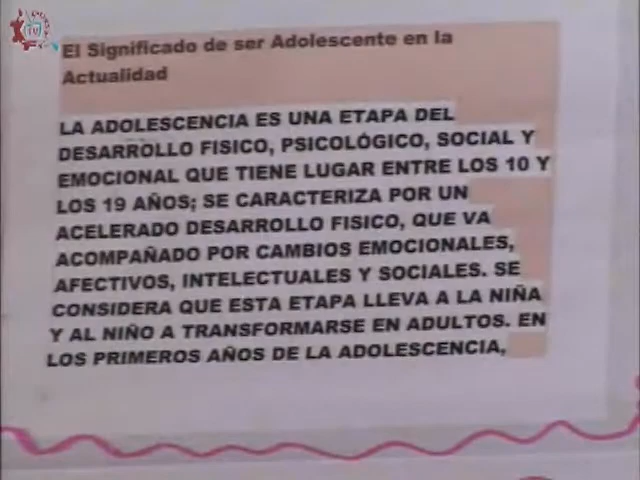 El Significado de ser Adolescente en la
Actualidad
LA ADOLESCENCIA ES UNA ETAPA DEL
DESARROLLO FISICO, PSICOLÓGICO, SOCIAL Y
EMOCIONAL QUE TIENE LUGAR ENTRE LOS 10 Y
LOS 19 AÑOS; SE CARACTERIZA POR UN
ACELERADO DESARROLLO FISICO, QUE VA
ACOMPAÑADO POR CAMBIOS EMOCIONALES,
AFECTIVOS, INTELECTUALES Y SOCIALES. SE
CONSIDERA QUE ESTA ETAPA LLEVA A LA NIÑA
Y AL NIÑO A TRANSFORMARSE EN ADULTOS. EN
LOS PRIMEROS AÑOS DE LA ADOLESCENCIA,